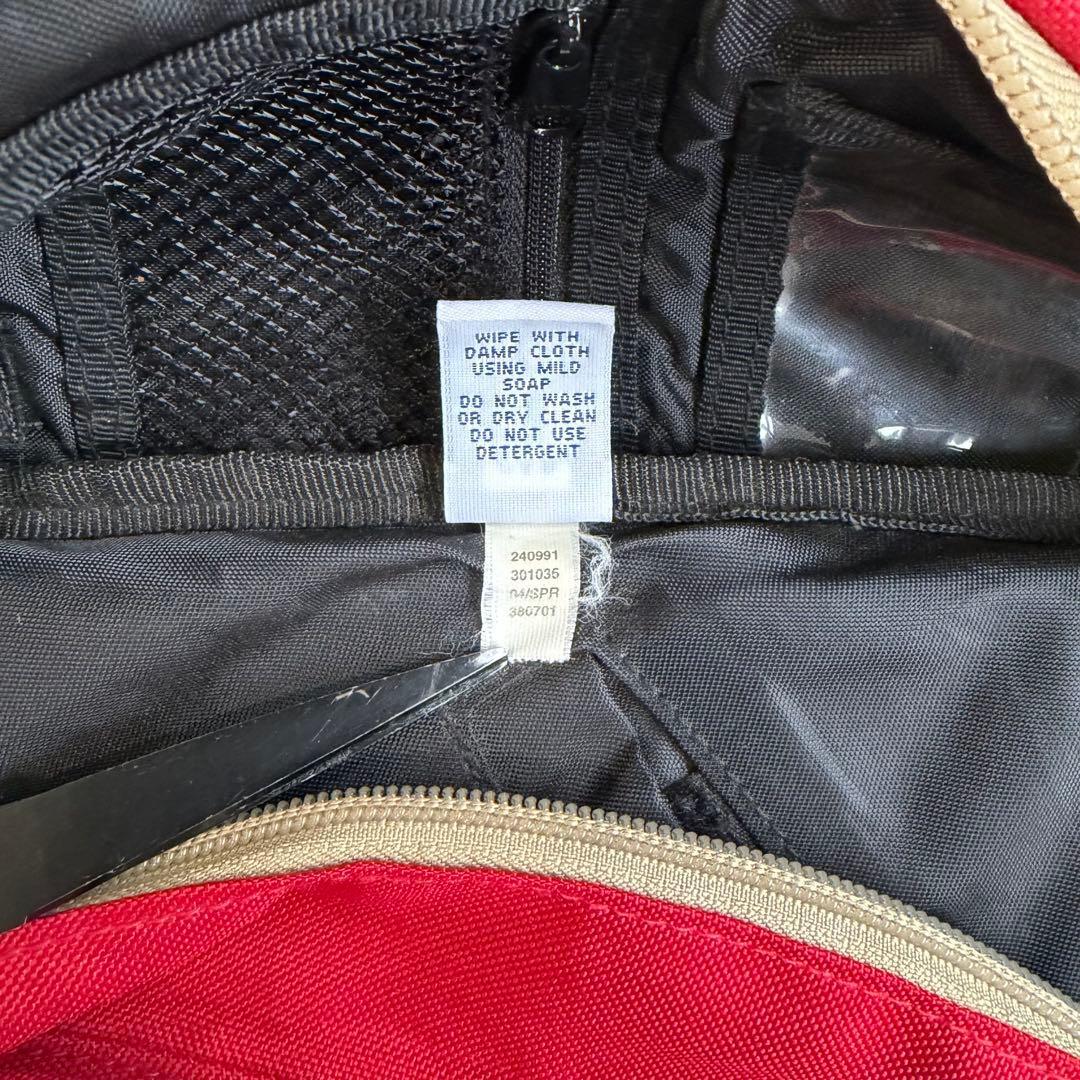 WIPE WITH
DAMP CLOTH
USING MILD
SOAP
DO NOT WASH
OR DRY CLEAN
DO NOT USE
DETERGENT
240991
301035
04/SPR
380701